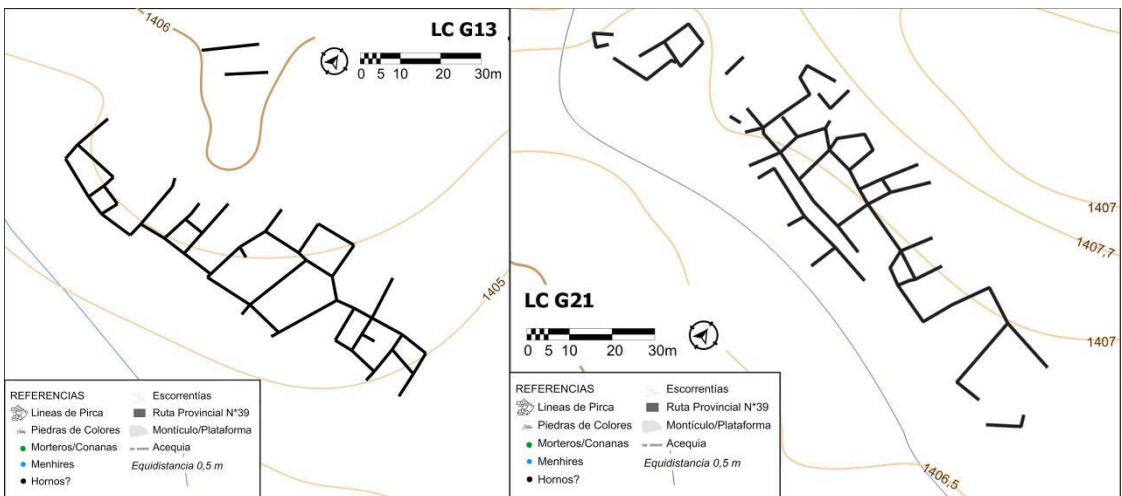 1406
LC G13
0 5 10 20 30m
1405
REFERENCIAS
Lineas de Pirca
Piedras de Colores
Morteros/Conanas
Menhires
Hornos?
Escorrentías
Ruta Provincial N°39
Montículo/Plataforma
Acequia
Equidistancia 0,5 m
1407
1407,7
LC G21
0 5 10 20 30m
1407
REFERENCIAS
Lineas de Pirca
Piedras de Colores
Morteros/Conanas
Menhires
Hornos?
Escorrentías
Ruta Provincial N°39
Montículo/Plataforma
Acequia
Equidistancia 0,5 m
1406,5